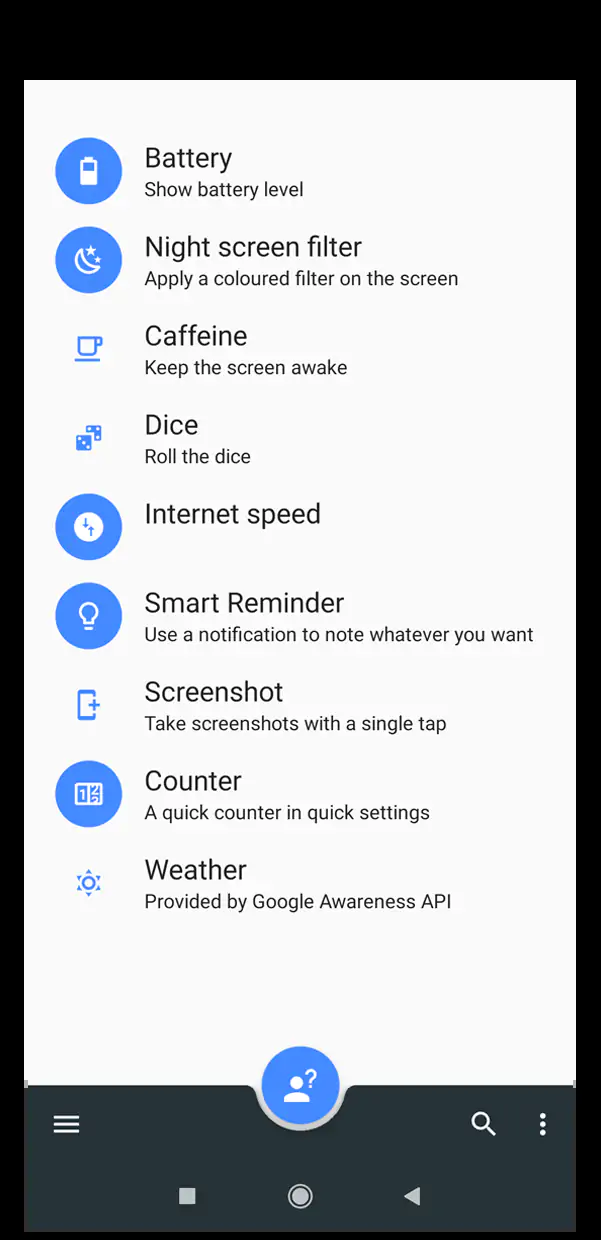 Battery
Show battery level
Night screen filter
Apply a coloured filter on the screen
Caffeine
Keep the screen awake
Dice
Roll the dice
Internet speed
Smart Reminder
Use a notification to note whatever you want
Screenshot
Take screenshots with a single tap
Counter
A quick counter in quick settings
Weather
Provided by Google Awareness API